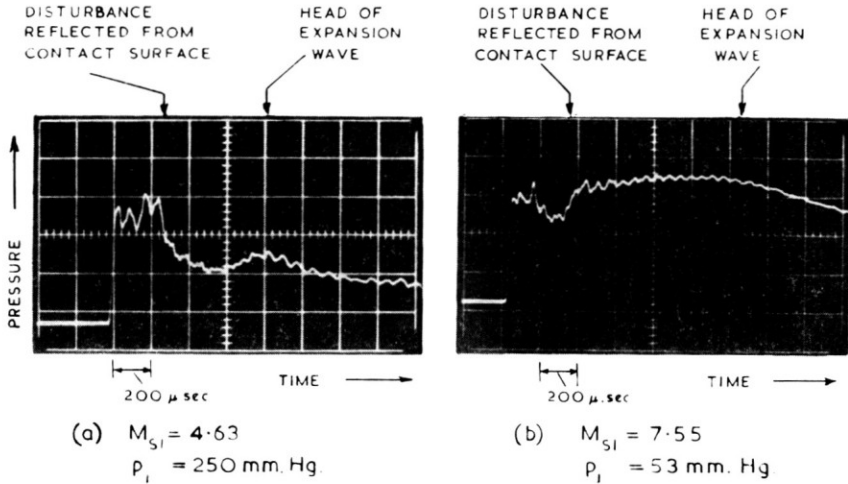 DISTURBANCE
REFLECTED FROM
CONTACT SURFACE
HEAD OF
EXPANSION
WAVE
DISTURBANCE
REFLECTED FROM
CONTACT SURFACE
HEAD OF
EXPANSION
WAVE
PRESSURE
200 μ sec
TIME
200 μ.sec
TIME
(a) M_S1 = 4·63
P_1 = 250 mm. Hg.
(b) M_S1 = 7·55
P_1 = 53 mm. Hg.